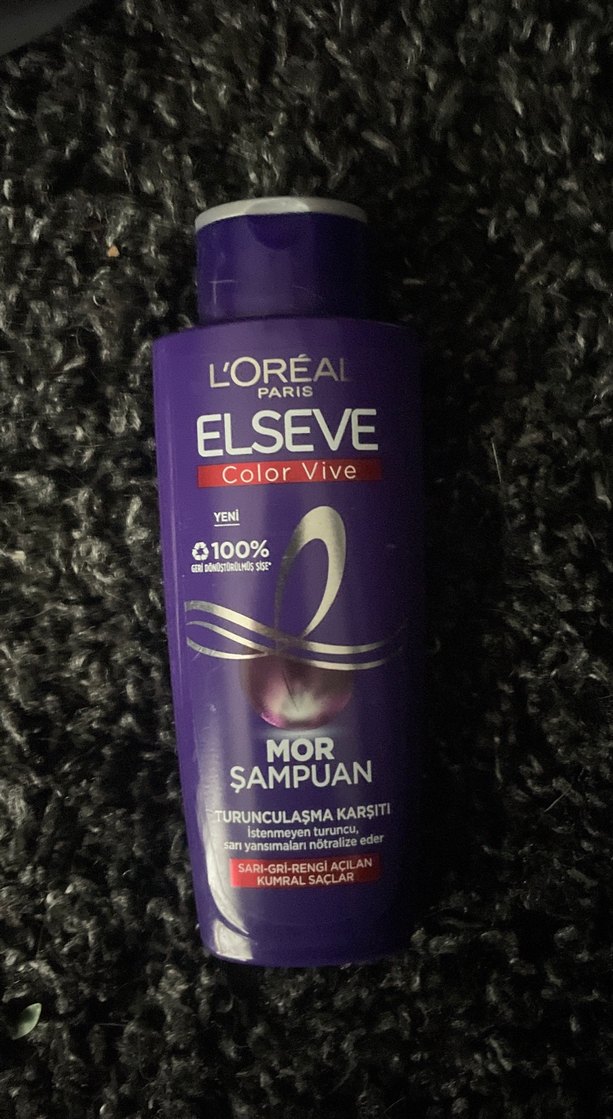 L'ORÉAL
PARIS
ELSEVE
Color Vive
YENİ
100%
GERİ DÖNÜŞTÜRÜLMÜŞ ŞİŞE*
MOR
ŞAMPUAN
TURUNCULAŞMA KARŞITI
İstenmeyen turuncu,
sarı yansımaları nötralize eder
SARI-GRİ-RENGİ AÇILAN
KUMRAL SAÇLAR